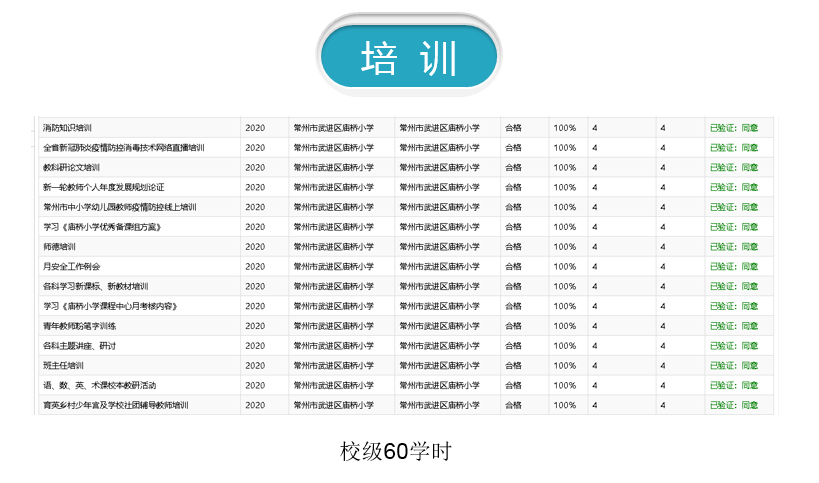 培 训
消防知识培训 2020 常州市武进区庙桥小学 常州市武进区庙桥小学 合格 100% 4 4 已验证：同意
全省新冠肺炎疫情防控消毒技术网络直播培训 2020 常州市武进区庙桥小学 常州市武进区庙桥小学 合格 100% 4 4 已验证：同意
教科研论文培训 2020 常州市武进区庙桥小学 常州市武进区庙桥小学 合格 100% 4 4 已验证：同意
新一轮教师个人年度发展规划论证 2020 常州市武进区庙桥小学 常州市武进区庙桥小学 合格 100% 4 4 已验证：同意
常州市中小学幼儿园教师疫情防控线上培训 2020 常州市武进区庙桥小学 常州市武进区庙桥小学 合格 100% 4 4 已验证：同意
学习《庙桥小学优秀备课组方案》 2020 常州市武进区庙桥小学 常州市武进区庙桥小学 合格 100% 4 4 已验证：同意
师德培训 2020 常州市武进区庙桥小学 常州市武进区庙桥小学 合格 100% 4 4 已验证：同意
月安全工作例会 2020 常州市武进区庙桥小学 常州市武进区庙桥小学 合格 100% 4 4 已验证：同意
各科学习新课标、新教材培训 2020 常州市武进区庙桥小学 常州市武进区庙桥小学 合格 100% 4 4 已验证：同意
学习《庙桥小学课程中心月考核内容》 2020 常州市武进区庙桥小学 常州市武进区庙桥小学 合格 100% 4 4 已验证：同意
青年教师粉笔字训练 2020 常州市武进区庙桥小学 常州市武进区庙桥小学 合格 100% 4 4 已验证：同意
各科主题讲座、研讨 2020 常州市武进区庙桥小学 常州市武进区庙桥小学 合格 100% 4 4 已验证：同意
班主任培训 2020 常州市武进区庙桥小学 常州市武进区庙桥小学 合格 100% 4 4 已验证：同意
语、数、英、术课校本教研活动 2020 常州市武进区庙桥小学 常州市武进区庙桥小学 合格 100% 4 4 已验证：同意
育英乡村少年宫及学校社团辅导教师培训 2020 常州市武进区庙桥小学 常州市武进区庙桥小学 合格 100% 4 4 已验证：同意
校级60学时